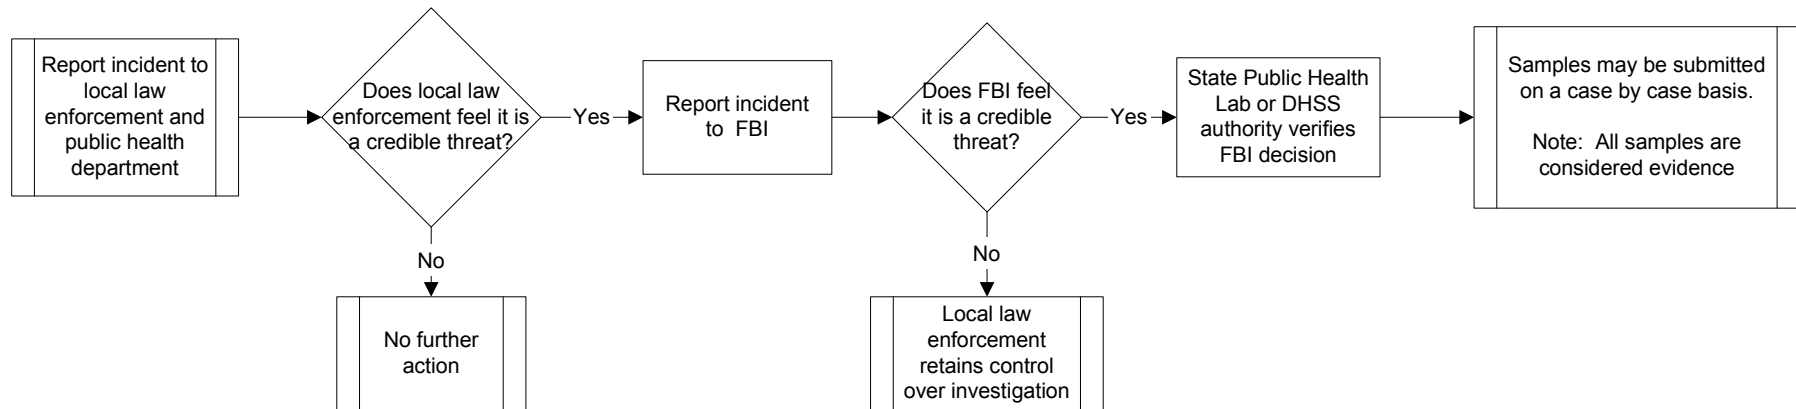 Report incident to
local law
enforcement and
public health
department
Does local law
enforcement feel it is
a credible threat?
Yes
Report incident
to FBI
Does FBI feel
it is a credible
threat?
Yes
State Public Health
Lab or DHSS
authority verifies
FBI decision
Samples may be submitted
on a case by case basis.
Note: All samples are
considered evidence
No
No further
action
No
Local law
enforcement
retains control
over investigation